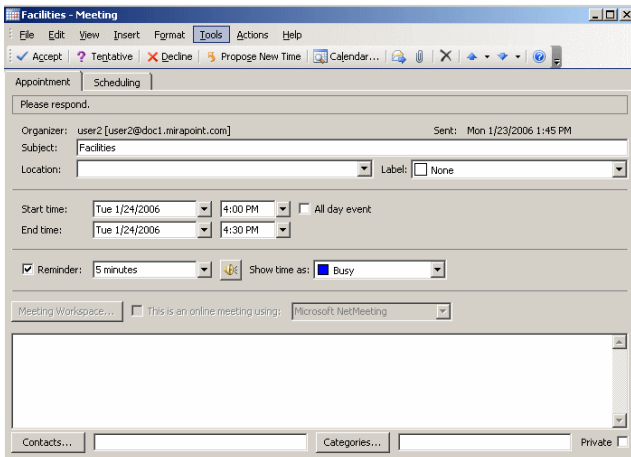 Facilities - Meeting
File Edit View Insert Format Tools Actions Help
Accept ? Tentative Decline Propose New Time Calendar...
Appointment Scheduling
Please respond.
Organizer: user2 [user2@doc1.mirapoint.com] Sent: Mon 1/23/2006 1:45 PM
Subject: Facilities
Location: Label: None
Start time: Tue 1/24/2006 4:00 PM All day event
End time: Tue 1/24/2006 4:30 PM
Reminder: 5 minutes Show time as: Busy
Meeting Workspace... This is an online meeting using: Microsoft NetMeeting
Contacts... Categories... Private